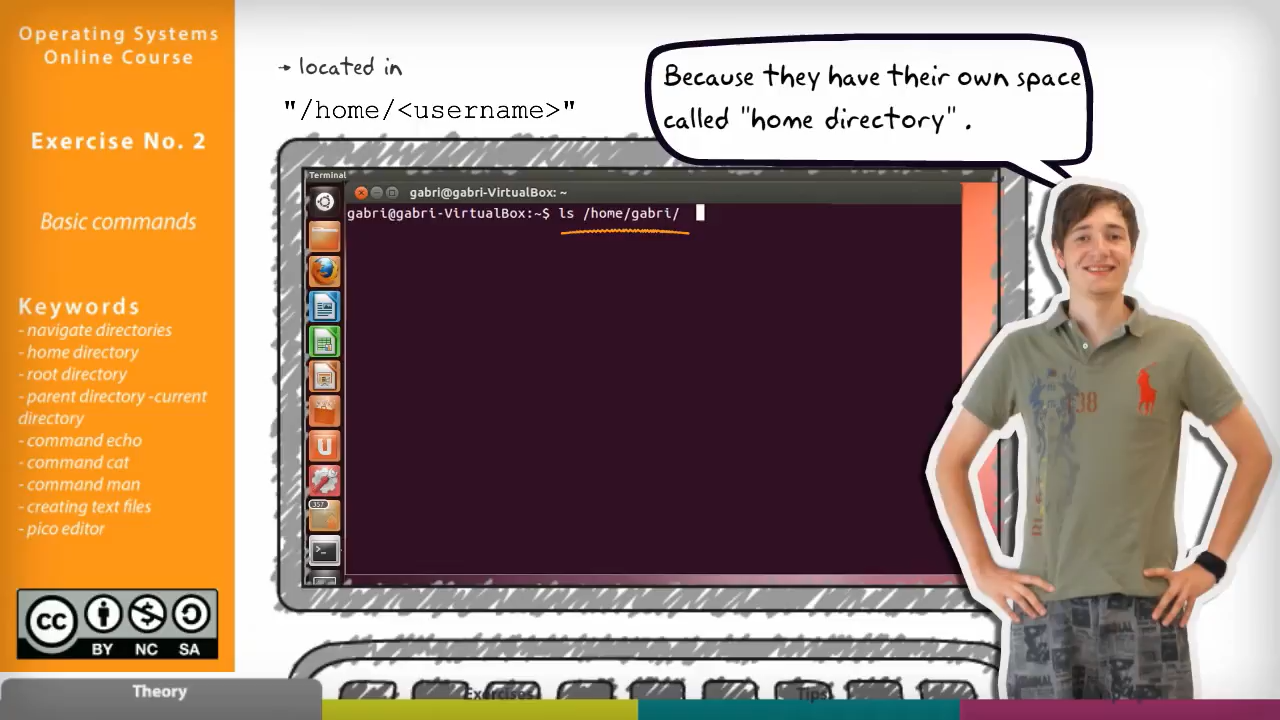 Operating Systems
Online Course
Exercise No. 2
Basic commands
Keywords
- navigate directories
- home directory
- root directory
- parent directory -current
directory
- command echo
- command cat
- command man
- creating text files
- pico editor
CC
BY NC SA
→ located in
"/home/<username>"
Because they have their own space
called "home directory" .
Terminal
gabri@gabri-VirtualBox: ~
gabri@gabri-VirtualBox:~$ ls /home/gabri/
357
Theory
Exercises
Tips